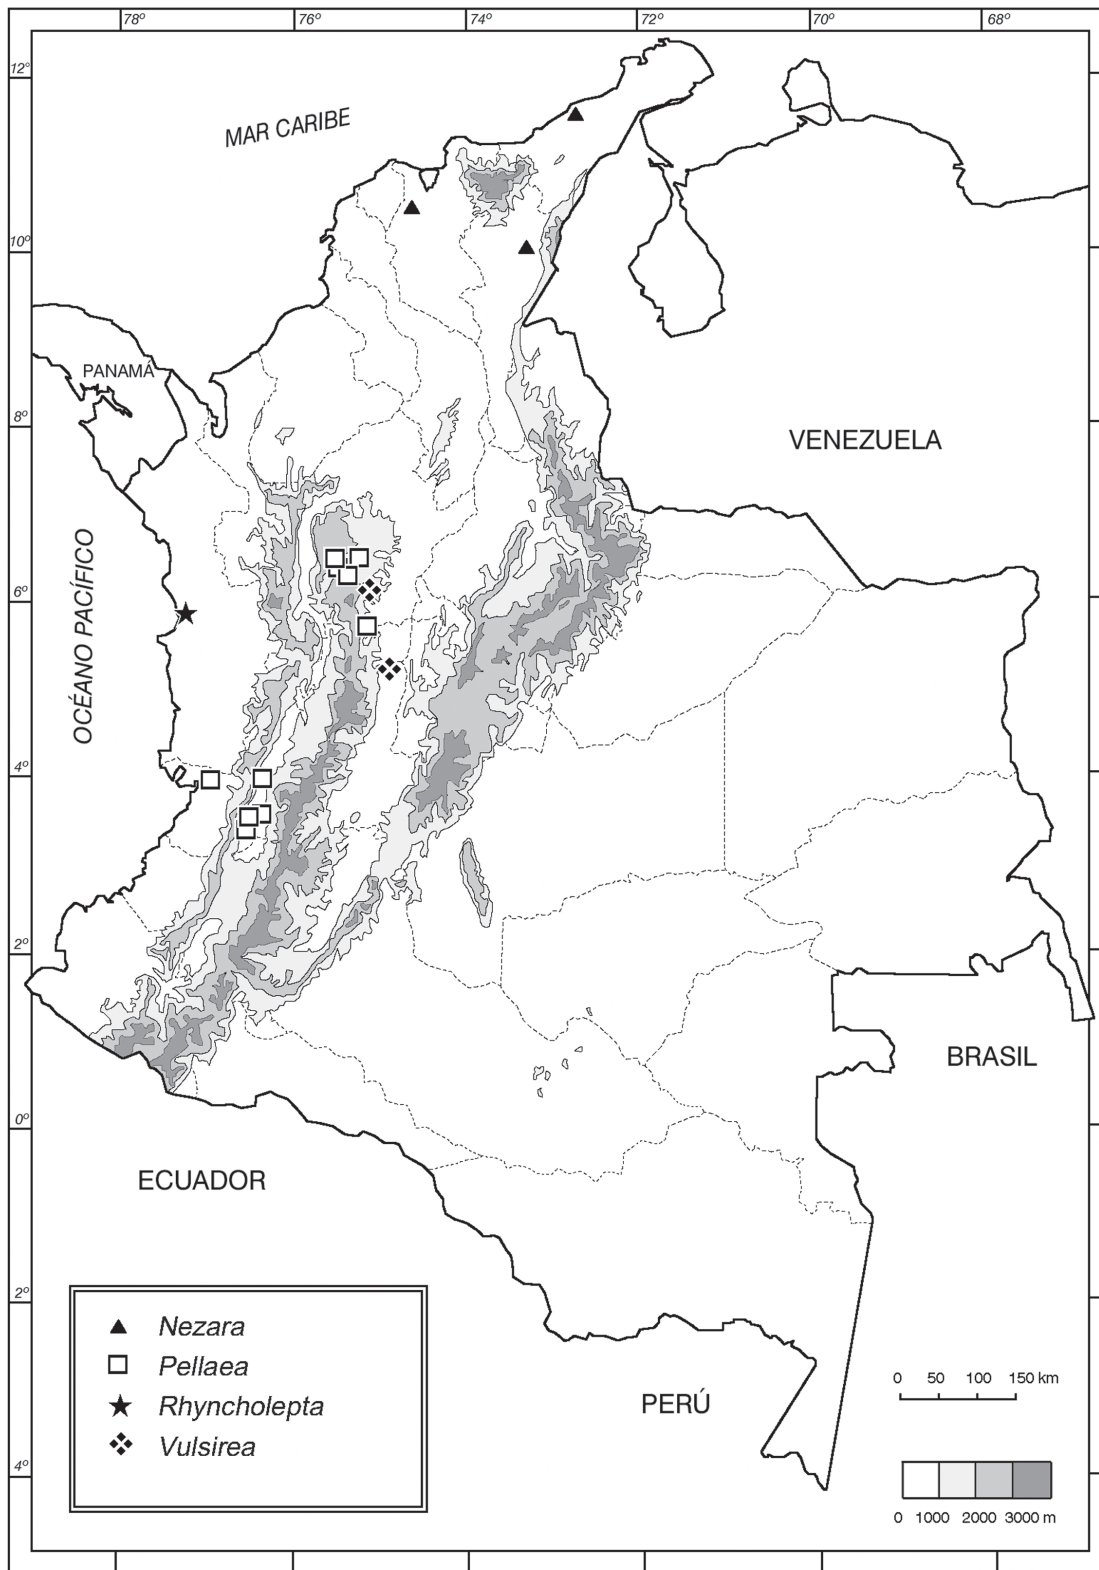 78º 76º 74º 72º 70º 68º
12º
MAR CARIBE
10º
PANAMÁ
8º
VENEZUELA
OCÉANO PACÍFICO
6º
4º
2º
BRASIL
0º
ECUADOR
2º
Nezara
Pellaea
Rhyncholepta
Vulsirea
PERÚ
0 50 100 150 km
4º
0 1000 2000 3000 m